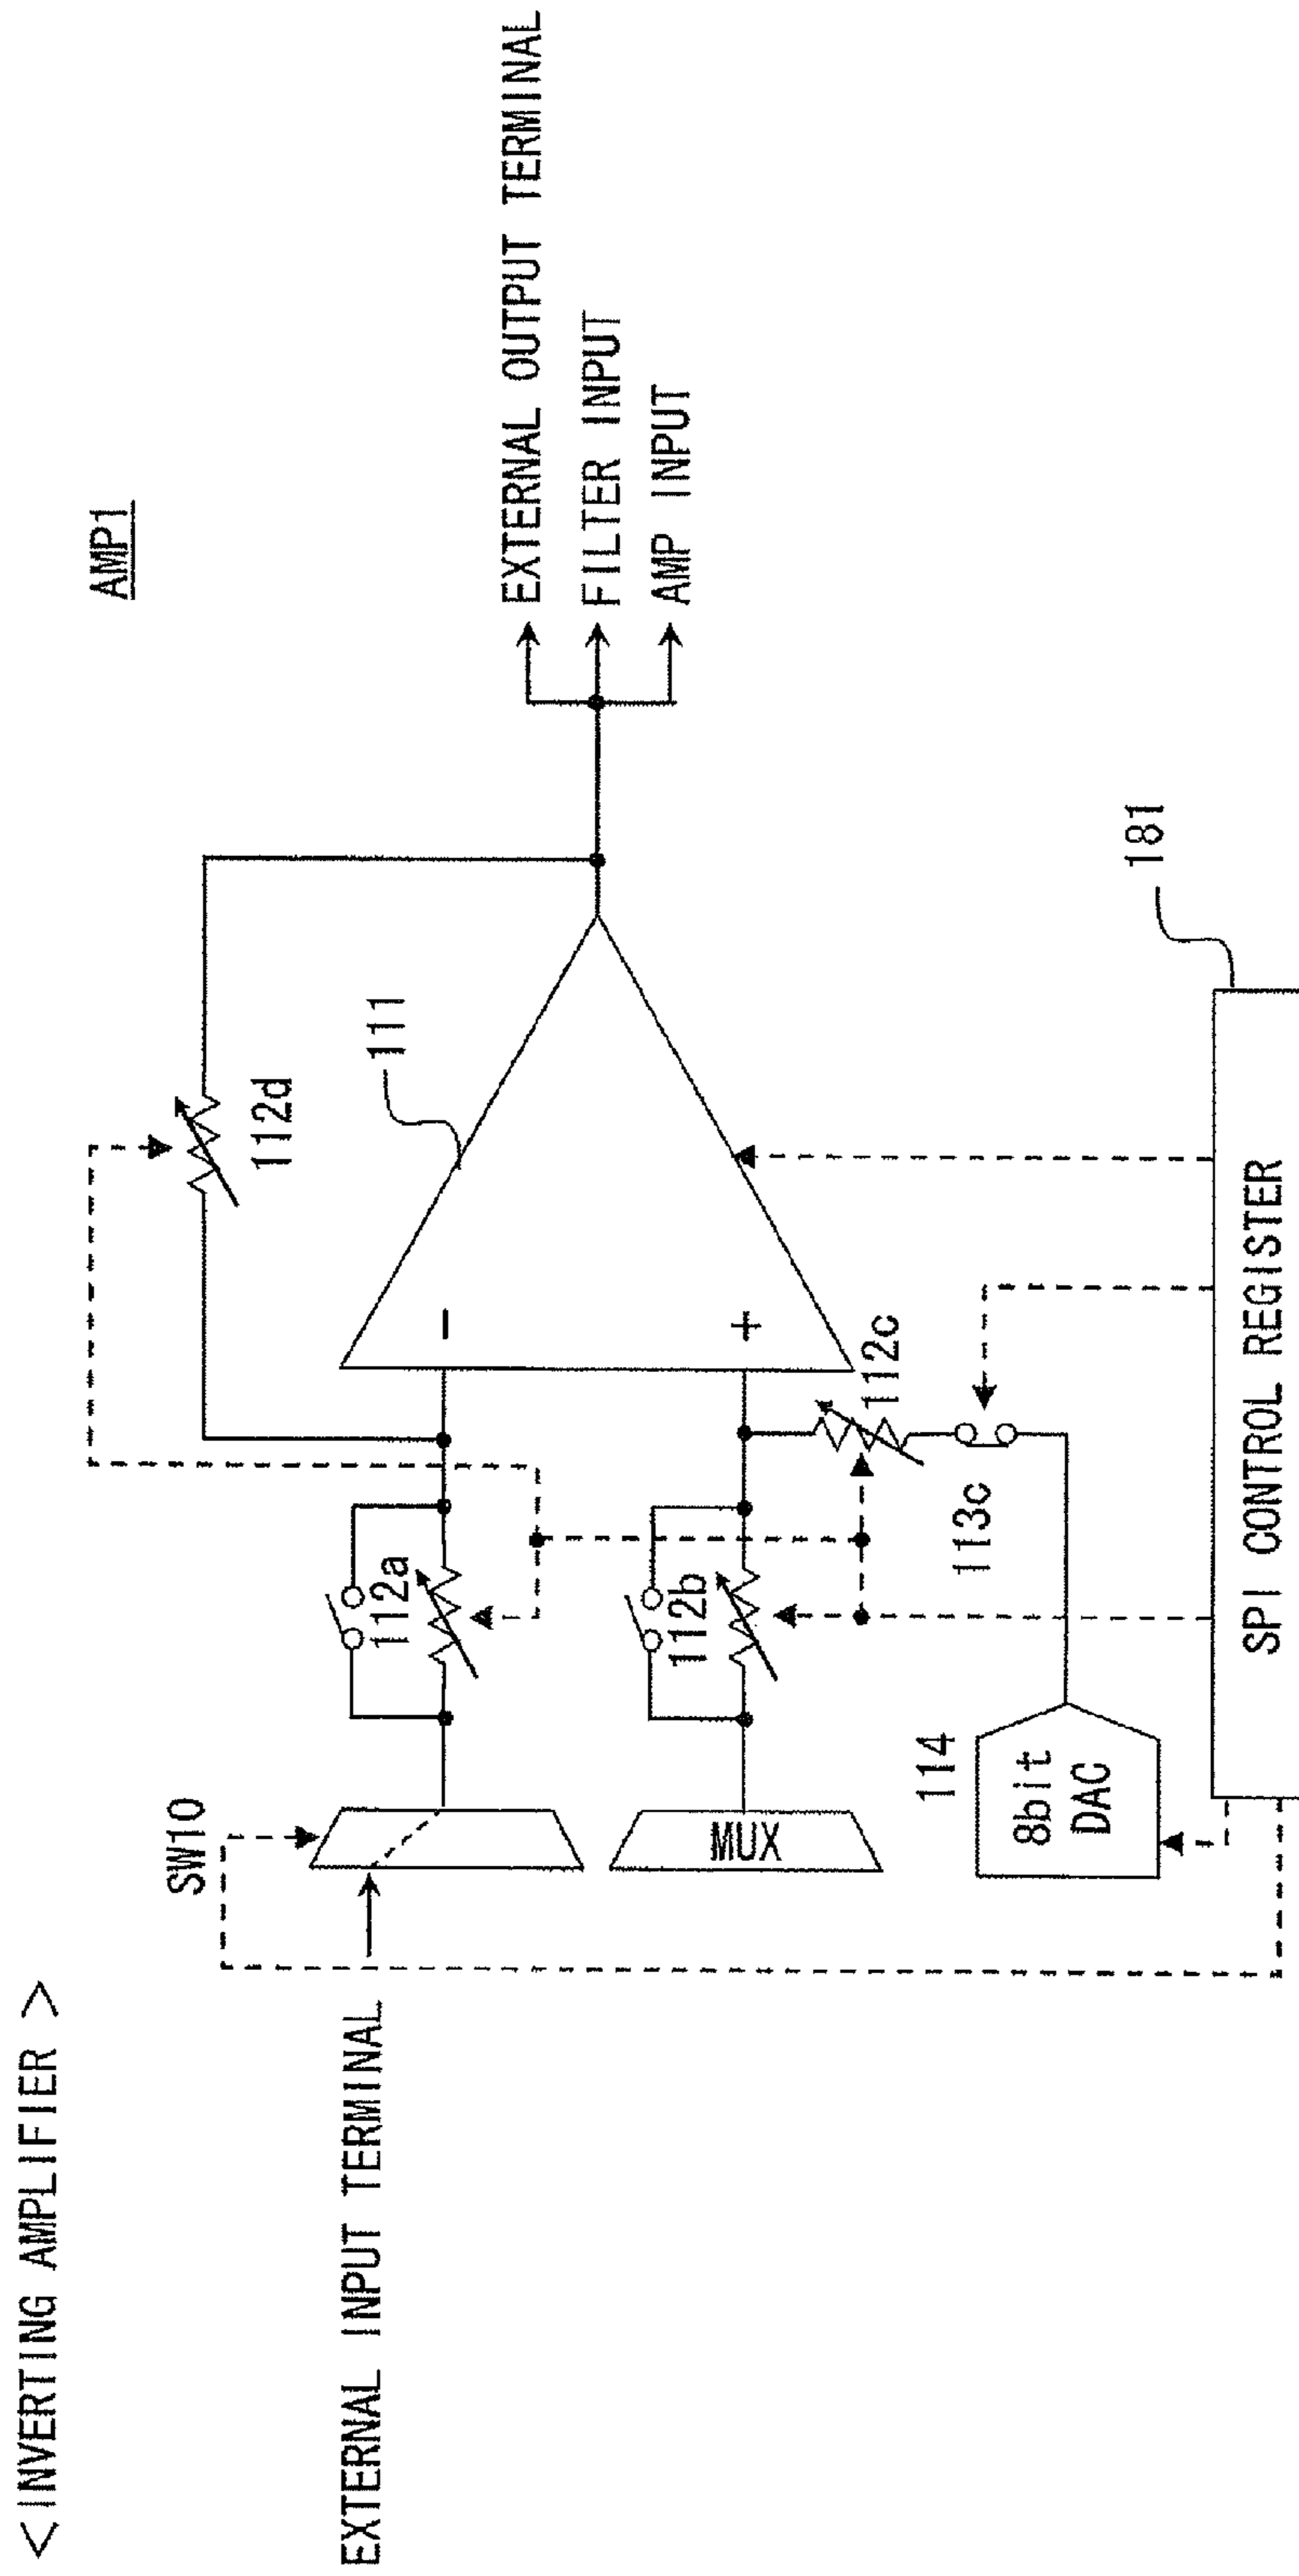 < INVERTING AMPLIFIER >
AMP1
EXTERNAL INPUT TERMINAL
SW10
112a
112d
111
−
+
112b
MUX
112c
113c
114
8bit
DAC
EXTERNAL OUTPUT TERMINAL
FILTER INPUT
AMP INPUT
181
SPI CONTROL REGISTER